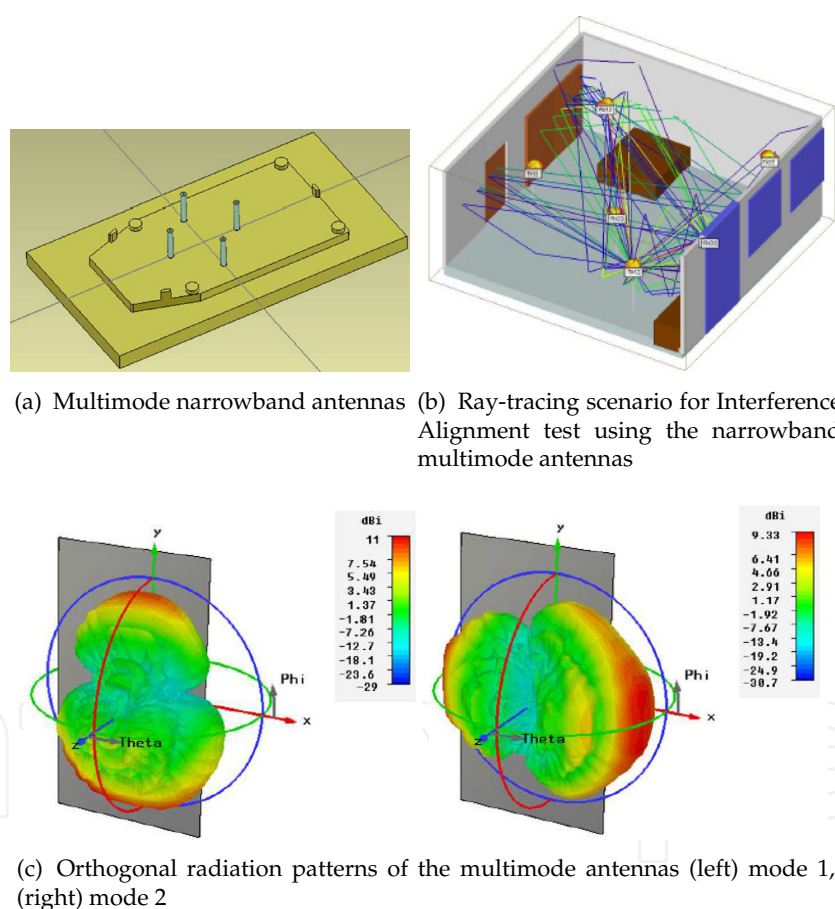 (a) Multimode narrowband antennas
(b) Ray-tracing scenario for Interference
Alignment test using the narrowband
multimode antennas
y
dBi
11
7.54
5.49
3.43
1.37
-1.81
-7.26
-12.7
-18.1
-23.6
-29
Phi
x
z
Theta
y
dBi
9.33
6.41
4.66
2.91
1.17
-1.92
-7.67
-13.4
-19.2
-24.9
-30.7
Phi
x
z
Theta
(c) Orthogonal radiation patterns of the multimode antennas (left) mode 1,
(right) mode 2